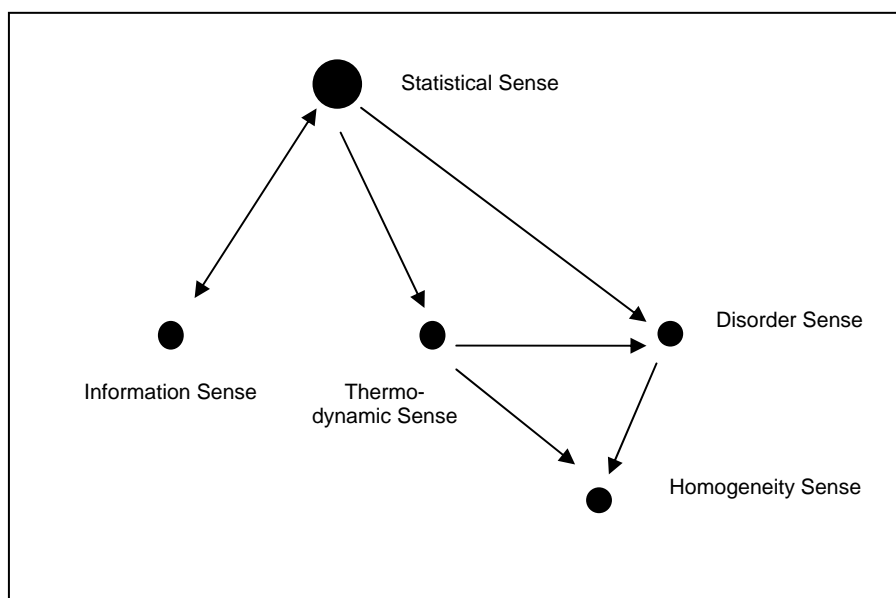 Statistical Sense
Disorder Sense
Information Sense
Thermo-
dynamic Sense
Homogeneity Sense